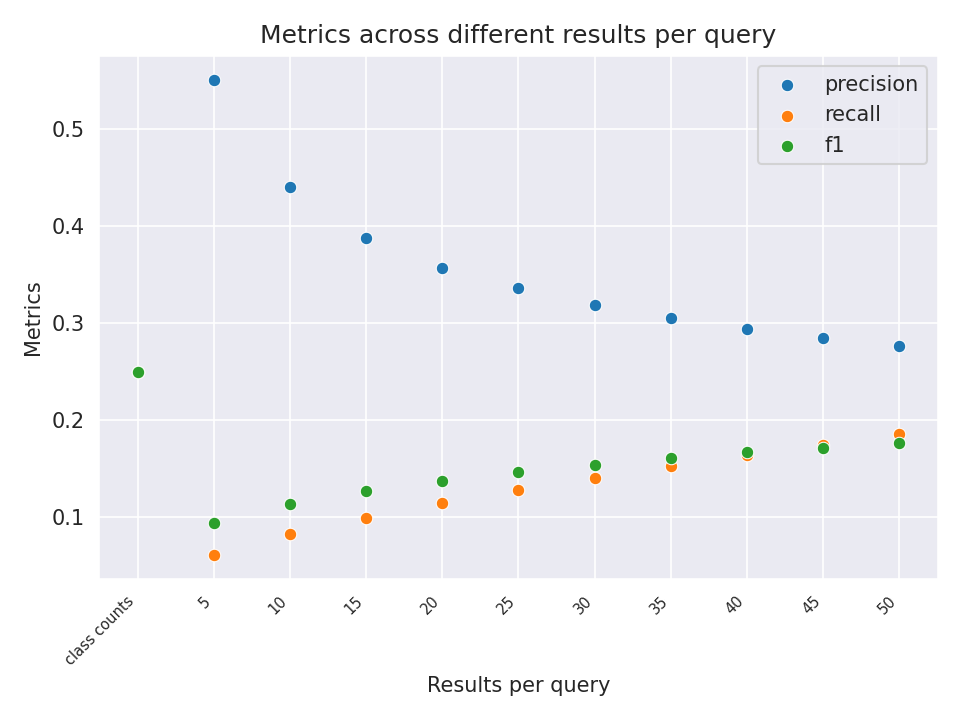 Metrics across different results per query
precision
recall
f1
Metrics
0.5
0.4
0.3
0.2
0.1
class counts
5
10
15
20
25
30
35
40
45
50
Results per query